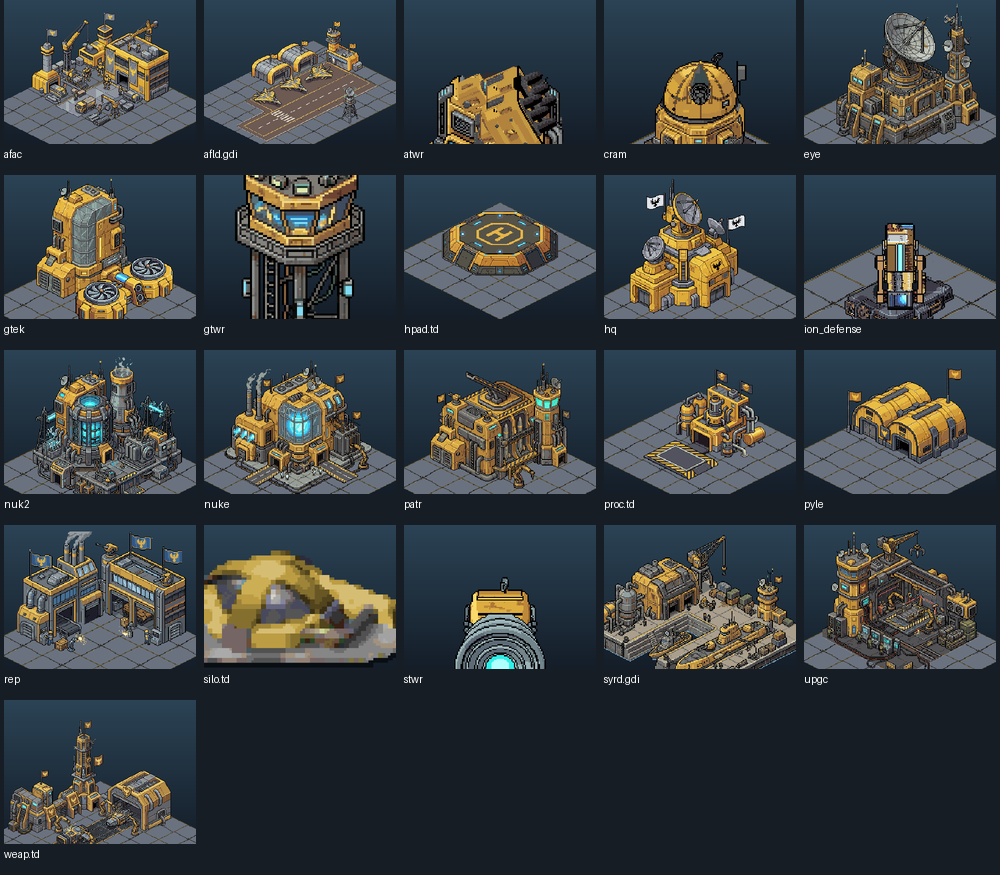 afac
afld.gdi
atwr
cram
eye
gtek
gtwr
hpad.td
hq
ion_defense
H
nuk2
nuke
patr
proc.td
pyle
rep
silo.td
stwr
syrd.gdi
upgc
weap.td